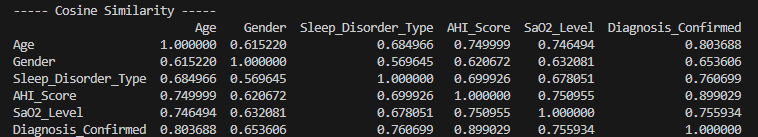 ----- Cosine Similarity -----
Age Gender Sleep_Disorder_Type AHI_Score SaO2_Level Diagnosis_Confirmed
Age 1.000000 0.615220 0.684966 0.749999 0.746494 0.803688
Gender 0.615220 1.000000 0.569645 0.620672 0.632081 0.653606
Sleep_Disorder_Type 0.684966 0.569645 1.000000 0.699926 0.678051 0.760699
AHI_Score 0.749999 0.620672 0.699926 1.000000 0.750955 0.899029
SaO2_Level 0.746494 0.632081 0.678051 0.750955 1.000000 0.755934
Diagnosis_Confirmed 0.803688 0.653606 0.760699 0.899029 0.755934 1.000000